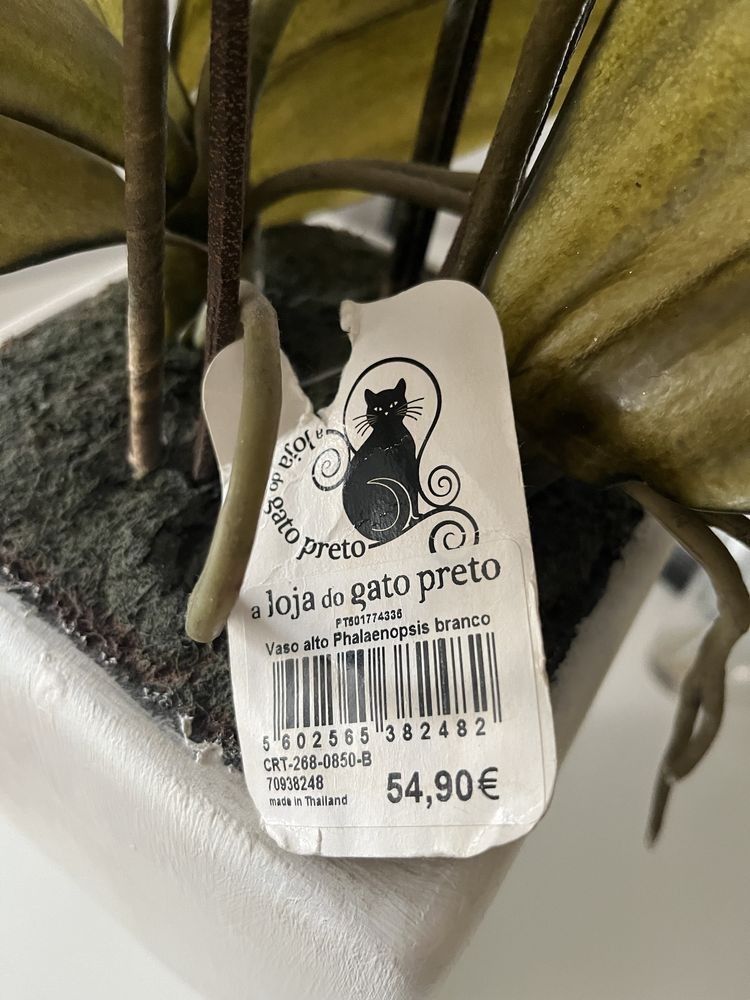 a loja do
gato preto
a loja do gato preto
PT501774336
Vaso alto Phalaenopsis branco
5 602565 382482
CRT-268-0850-B
70938248
54,90€
made in Thailand